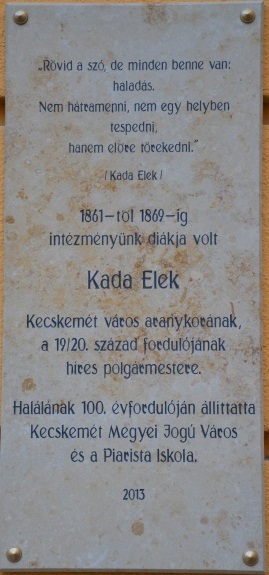 „Rövid a szó, de minden benne van:
haladás.
Nem hátramenni, nem egy helyben
tespedni,
hanem előre törekedni."
/Kada Elek/
1861-től 1869-ig
intézményünk diákja volt
Kada Elek
Kecskemét város aranykorának,
a 19/20. század fordulójának
híres polgármestere.
Halálának 100. évfordulóján állíttatta
Kecskemét Megyei Jogú Város
és a Piarista Iskola.
2013